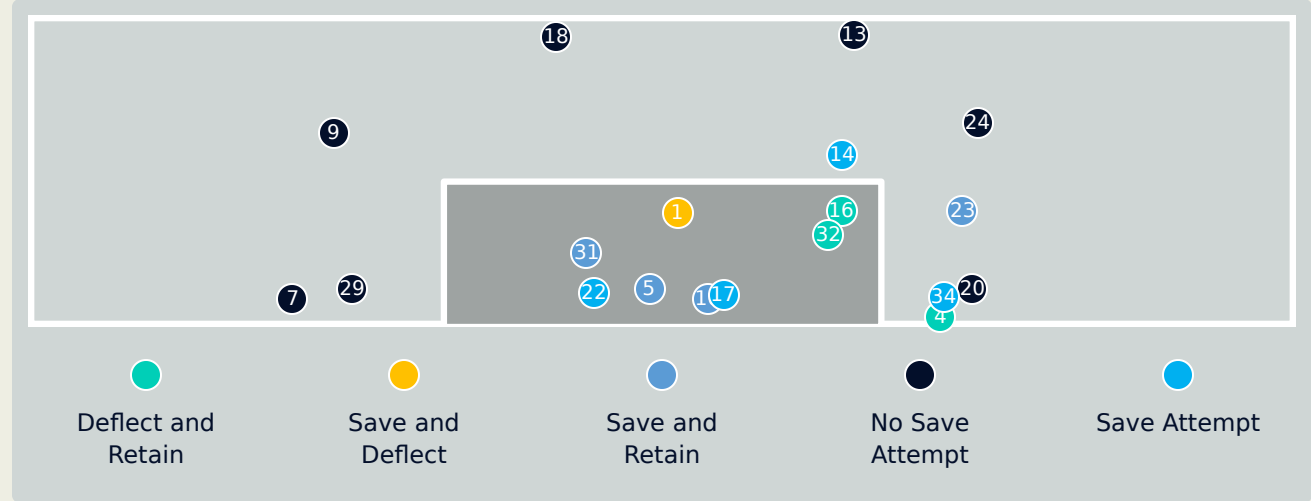 18
13
24
9
14
16
23
1
32
31
29
5
20
22
17
34
7
4
Deflect and
Retain
Save and
Deflect
Save and
Retain
No Save
Attempt
Save Attempt